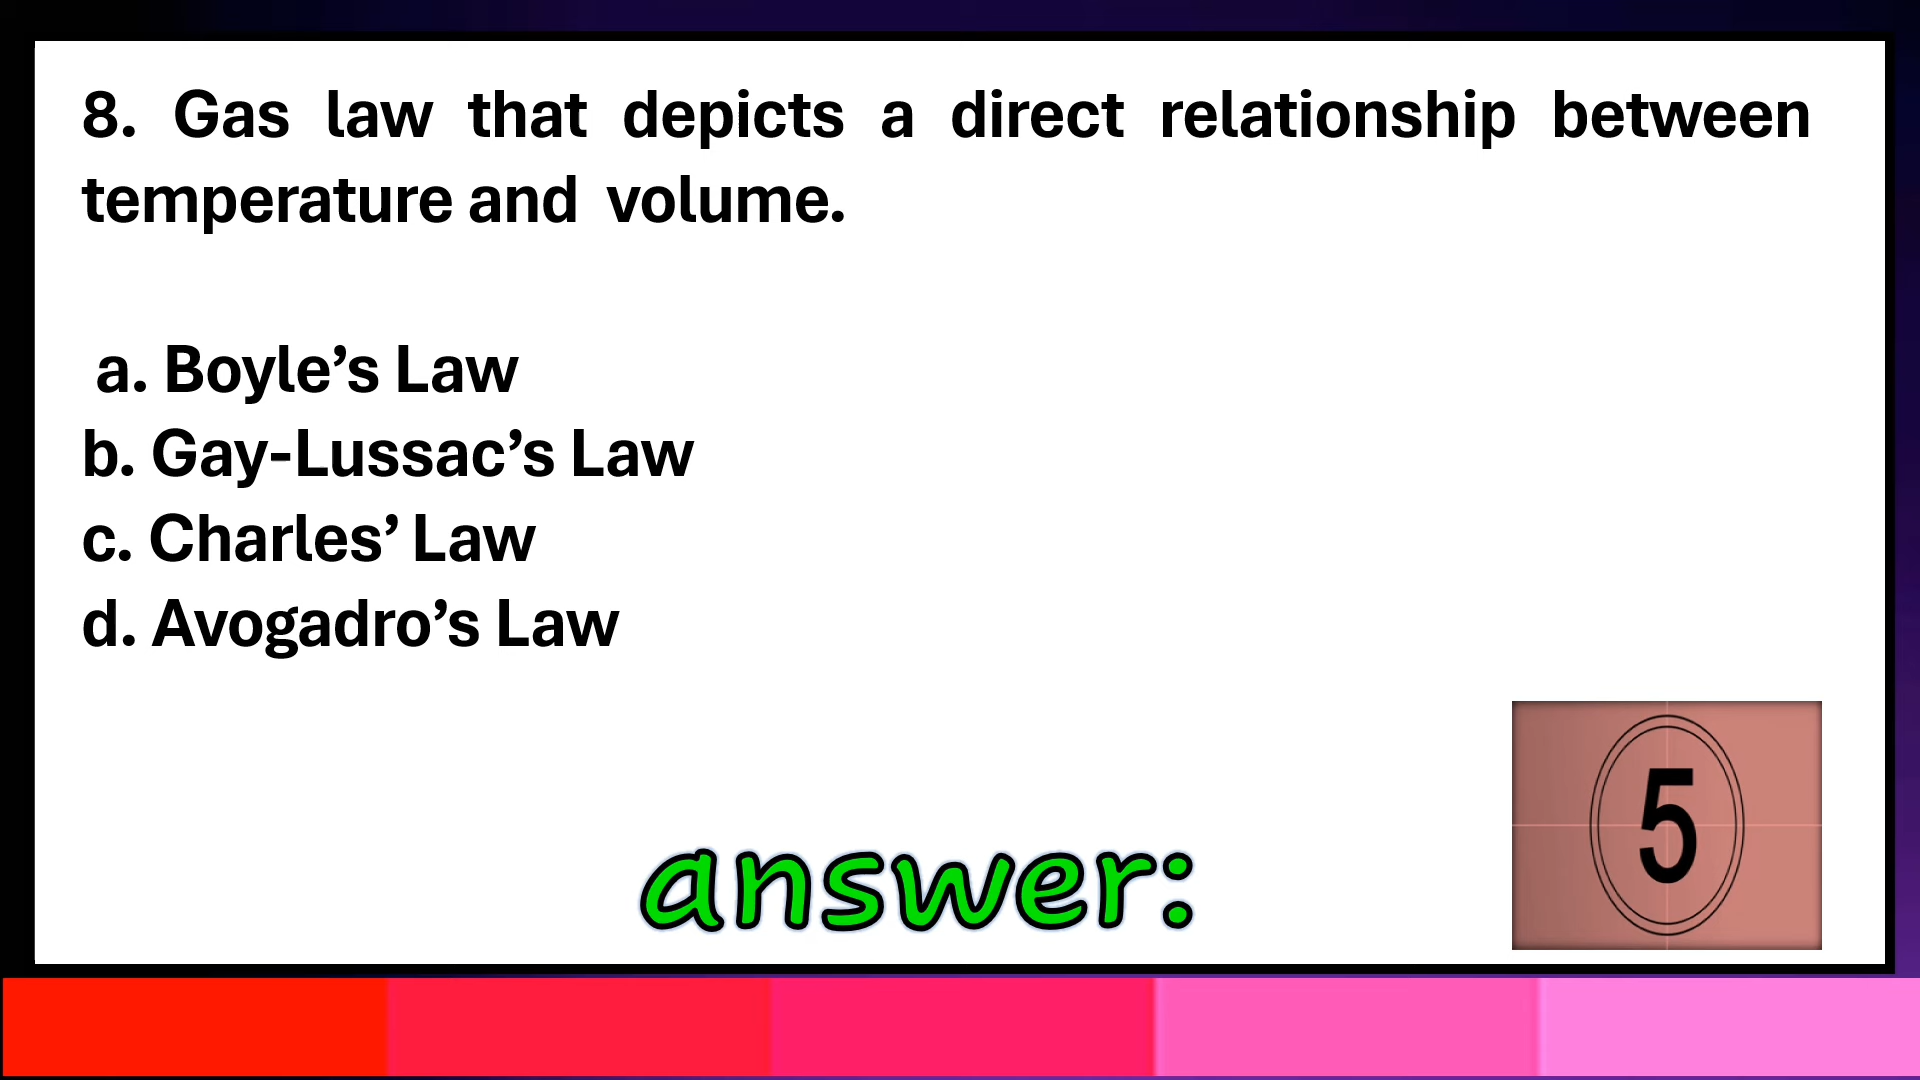 8. Gas law that depicts a direct relationship between
temperature and volume.
a. Boyle’s Law
b. Gay-Lussac’s Law
c. Charles’ Law
d. Avogadro’s Law
5
answer: